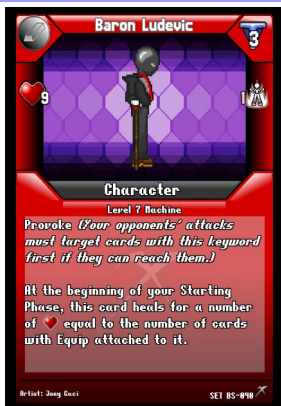 Baron Ludevic
3
9
1
Character
Level 7 Machine
Provoke (Your opponents' attacks
must target cards with this keyword
first if they can reach them.)
At the beginning of your Starting
Phase, this card heals for a number
of equal to the number of cards
with Equip attached to it.
Artist: Joey Gaci
SET BS-040